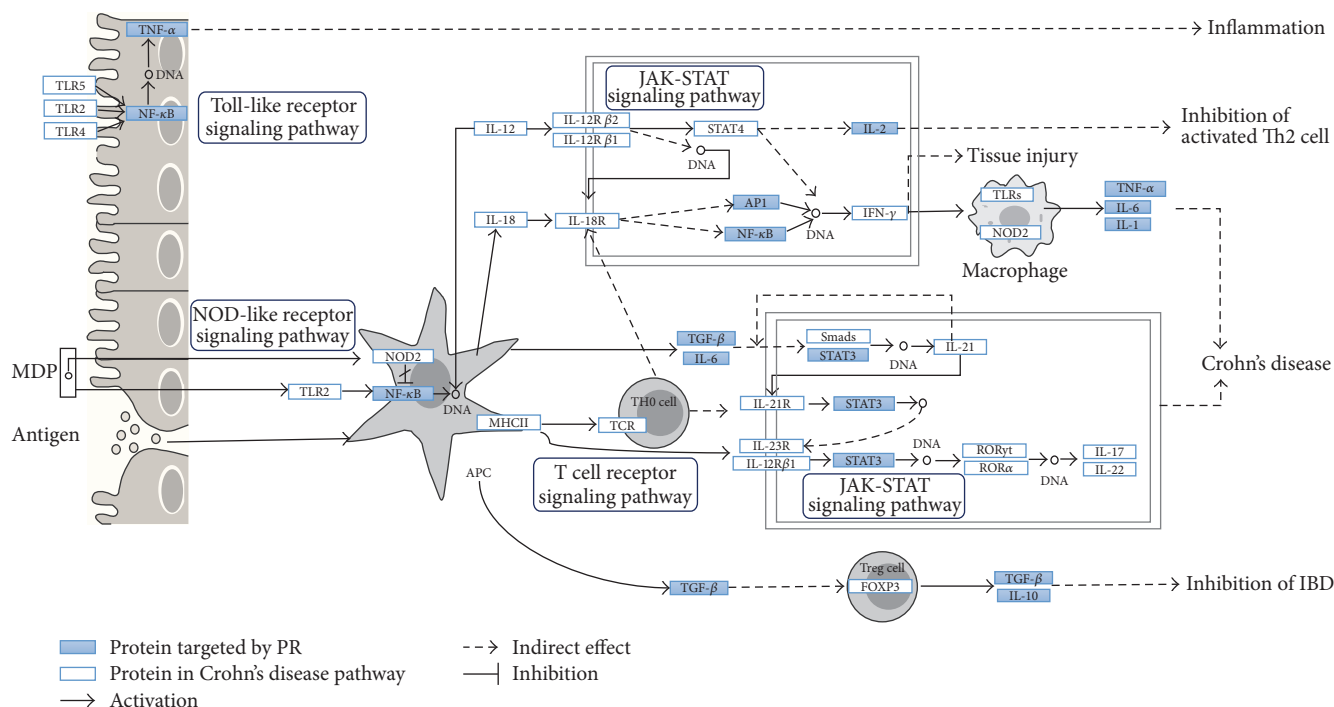 TNF-α
Inflammation
DNA
TLR5
TLR2
TLR4
NF-κB
Toll-like receptor
signaling pathway
JAK-STAT
signaling pathway
IL-12
IL-12R β2
IL-12R β1
STAT4
DNA
IL-2
Inhibition of
activated Th2 cell
Tissue injury
IL-18
IL-18R
AP1
NF-κB
DNA
IFN-γ
TLRs
NOD2
Macrophage
TNF-α
IL-6
IL-1
NOD-like receptor
signaling pathway
MDP
NOD2
TLR2
NF-κB
DNA
Antigen
MHCII
APC
TGF-β
IL-6
Smads
STAT3
DNA
IL-21
Crohn's disease
TH0 cell
TCR
IL-21R
STAT3
IL-23R
IL-12Rβ1
STAT3
DNA
RORyt
RORα
DNA
IL-17
IL-22
T cell receptor
signaling pathway
JAK-STAT
signaling pathway
TGF-β
Treg cell
FOXP3
TGF-β
IL-10
Inhibition of IBD
Protein targeted by PR
Protein in Crohn's disease pathway
Activation
Indirect effect
Inhibition